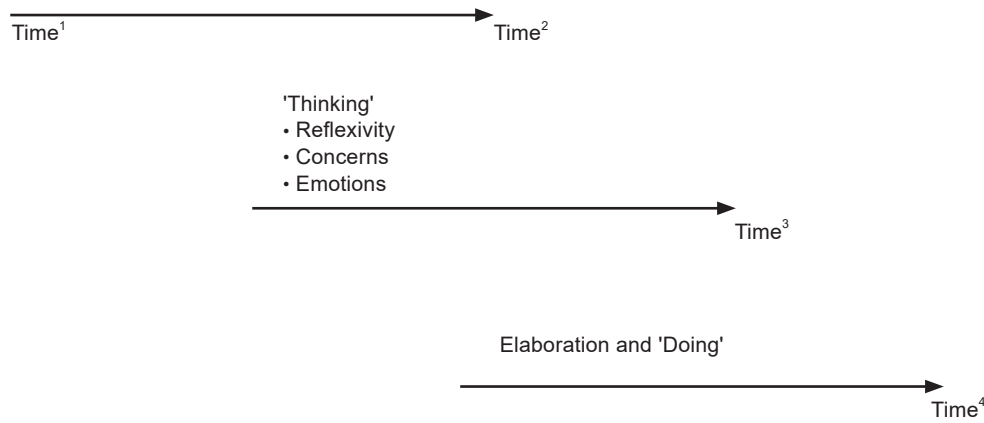 Time¹
Time²
'Thinking'
• Reflexivity
• Concerns
• Emotions
Time³
Elaboration and 'Doing'
Time⁴